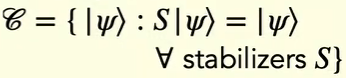 𝒞 = { |ψ⟩ : S|ψ⟩ = |ψ⟩
∀ stabilizers S}